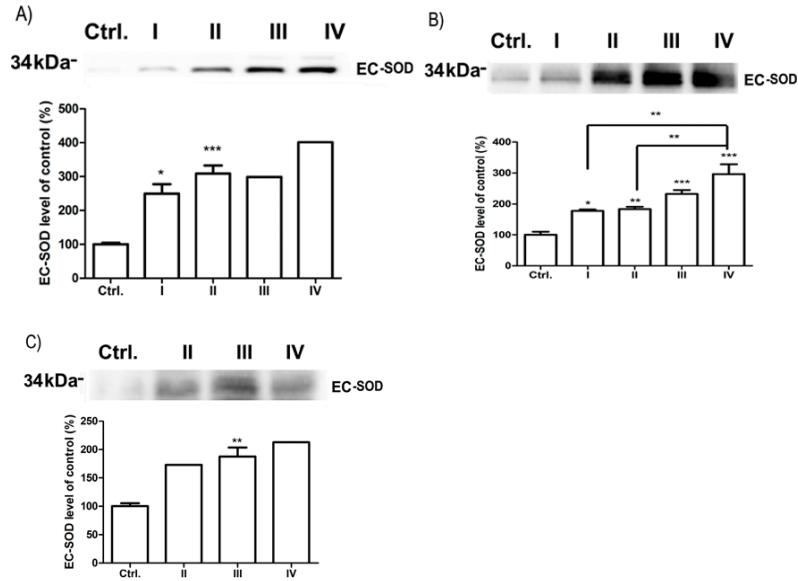 A)
Ctrl. I II III IV
34kDa-
EC-SOD
EC-SOD level of control (%)
500
400
300
200
100
0
*
***
Ctrl. I II III IV
B)
Ctrl. I II III IV
34kDa-
EC-SOD
EC-SOD level of control (%)
400
300
200
100
0
**
**
*
**
***
***
Ctrl. I II III IV
C)
Ctrl. II III IV
34kDa-
EC-SOD
EC-SOD level of control (%)
250
200
150
100
50
0
**
Ctrl. II III IV